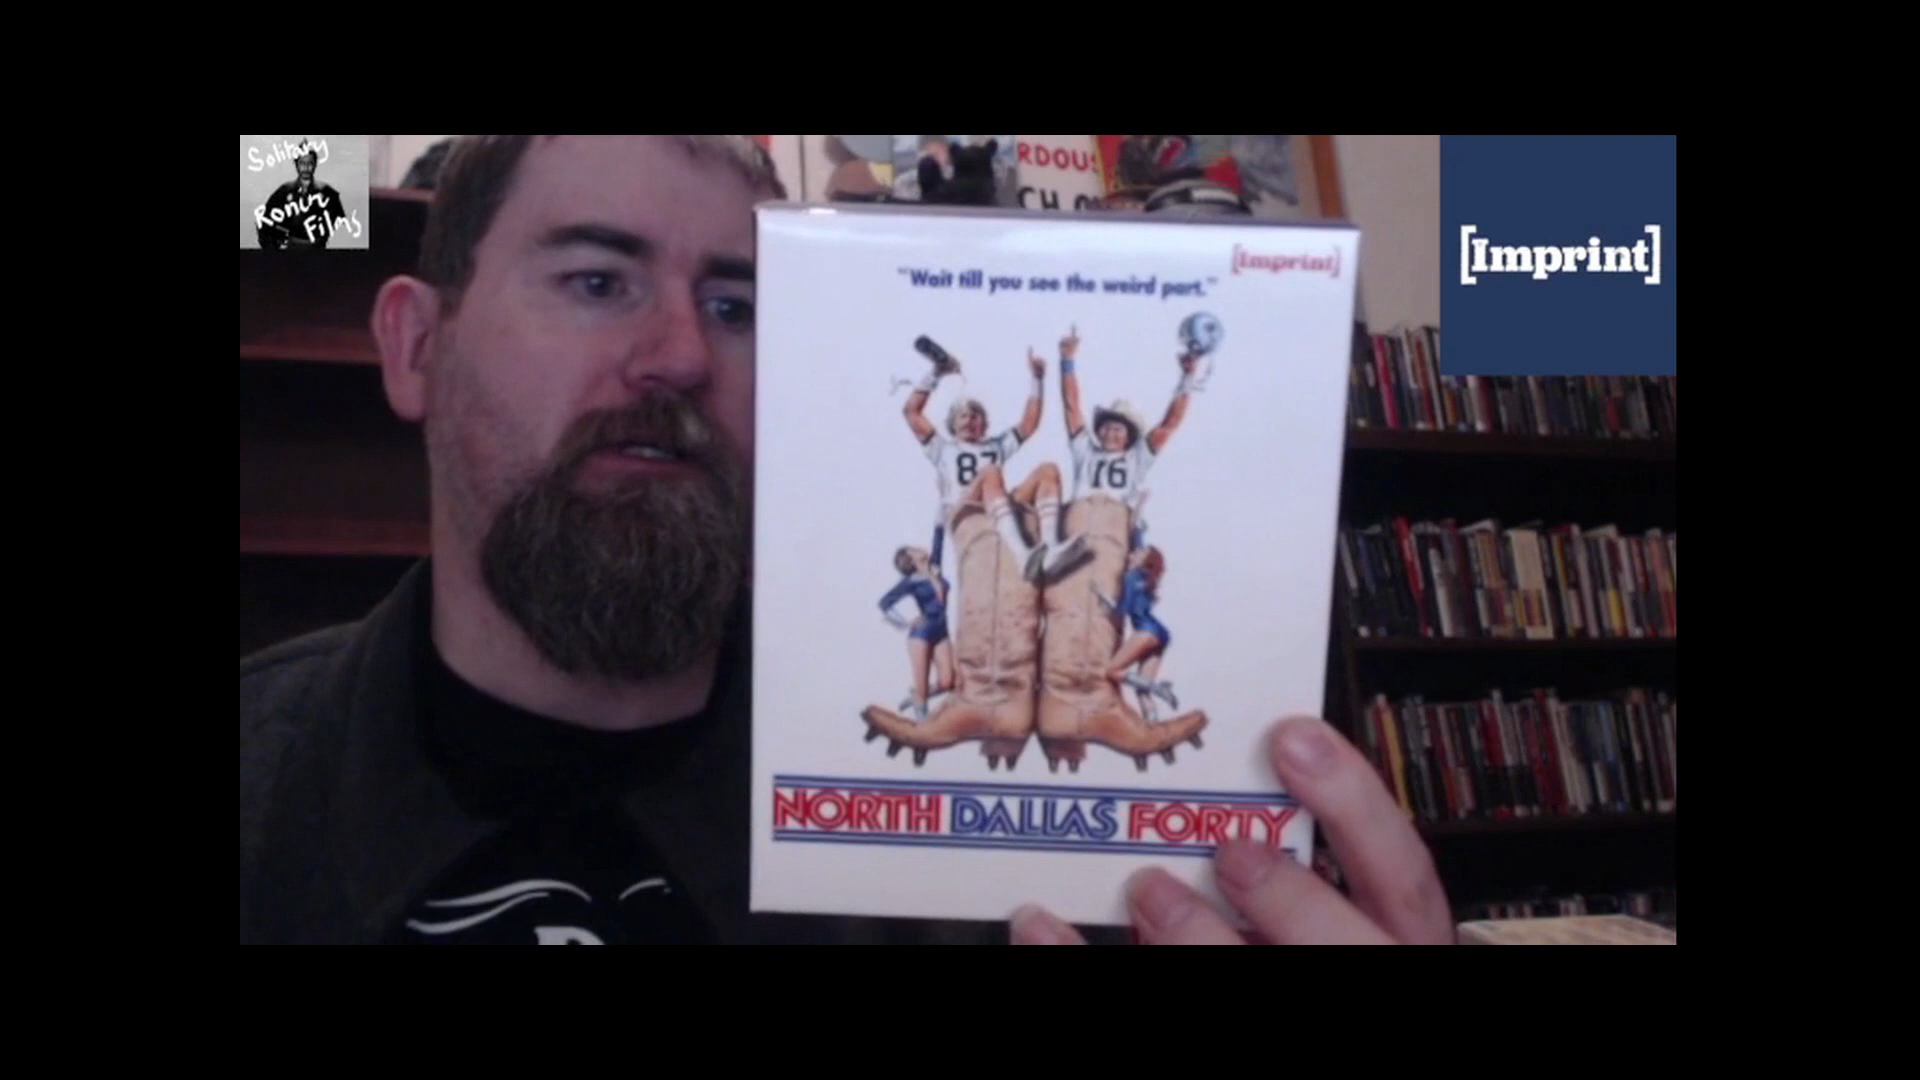 Solitary
Ronin
Films
RDOUS
CH O
[Imprint]
[Imprint]
"Wait till you see the weird part."
87
76
NORTH DALLAS FORTY